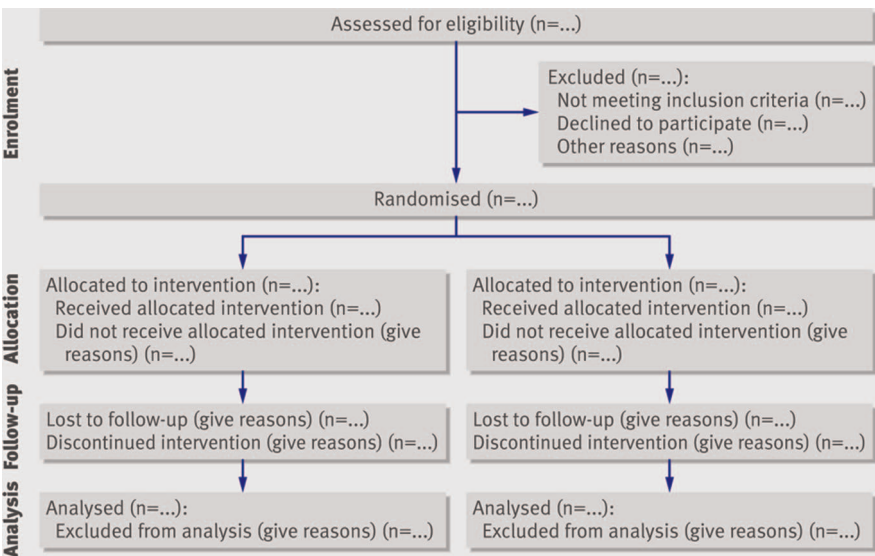 Assessed for eligibility (n=...)
Enrolment
Excluded (n=...):
Not meeting inclusion criteria (n=...)
Declined to participate (n=...)
Other reasons (n=...)
Randomised (n=...)
Allocation
Allocated to intervention (n=...):
Received allocated intervention (n=...)
Did not receive allocated intervention (give
reasons) (n=...)
Allocated to intervention (n=...):
Received allocated intervention (n=...)
Did not receive allocated intervention (give
reasons) (n=...)
Follow-up
Lost to follow-up (give reasons) (n=...)
Discontinued intervention (give reasons) (n=...)
Lost to follow-up (give reasons) (n=...)
Discontinued intervention (give reasons) (n=...)
Analysis
Analysed (n=...):
Excluded from analysis (give reasons) (n=...)
Analysed (n=...):
Excluded from analysis (give reasons) (n=...)